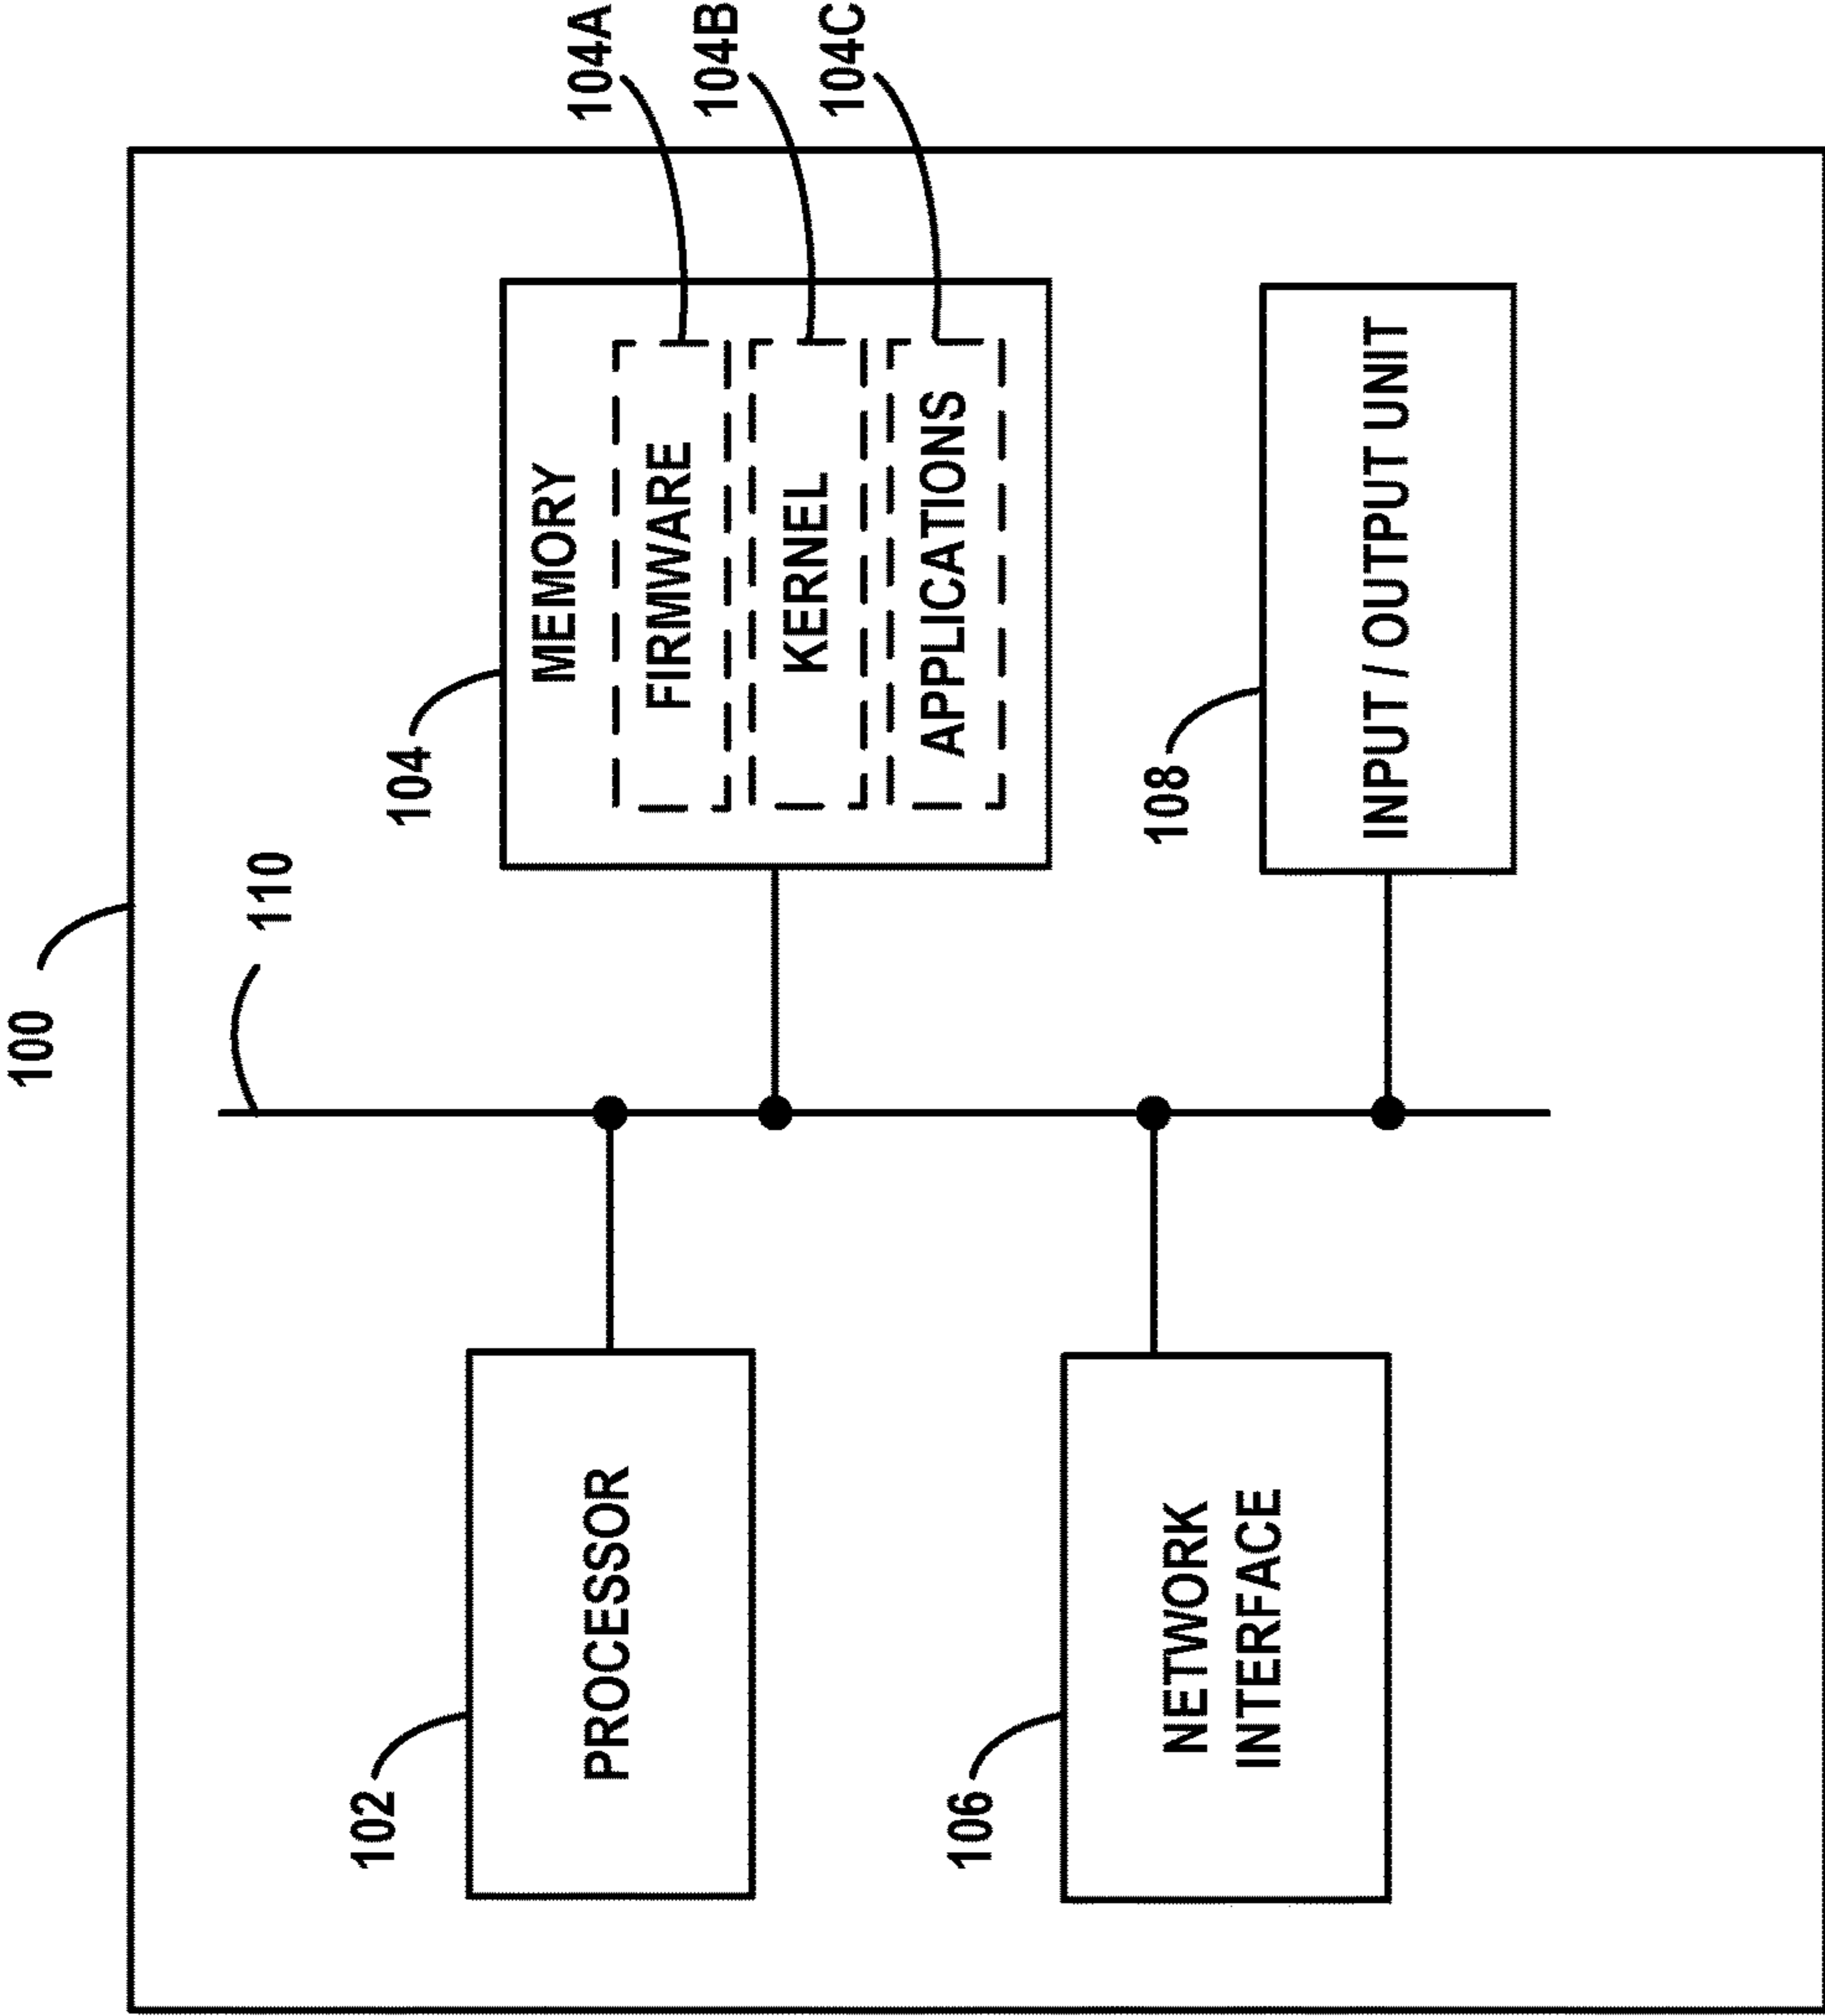 100
110
102
PROCESSOR
104
MEMORY
FIRMWARE
104A
KERNEL
104B
APPLICATIONS
104C
106
NETWORK
INTERFACE
108
INPUT / OUTPUT UNIT